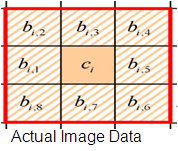 b_{i,2} b_{i,3} b_{i,4}
b_{i,1} c_i b_{i,5}
b_{i,8} b_{i,7} b_{i,6}
Actual Image Data